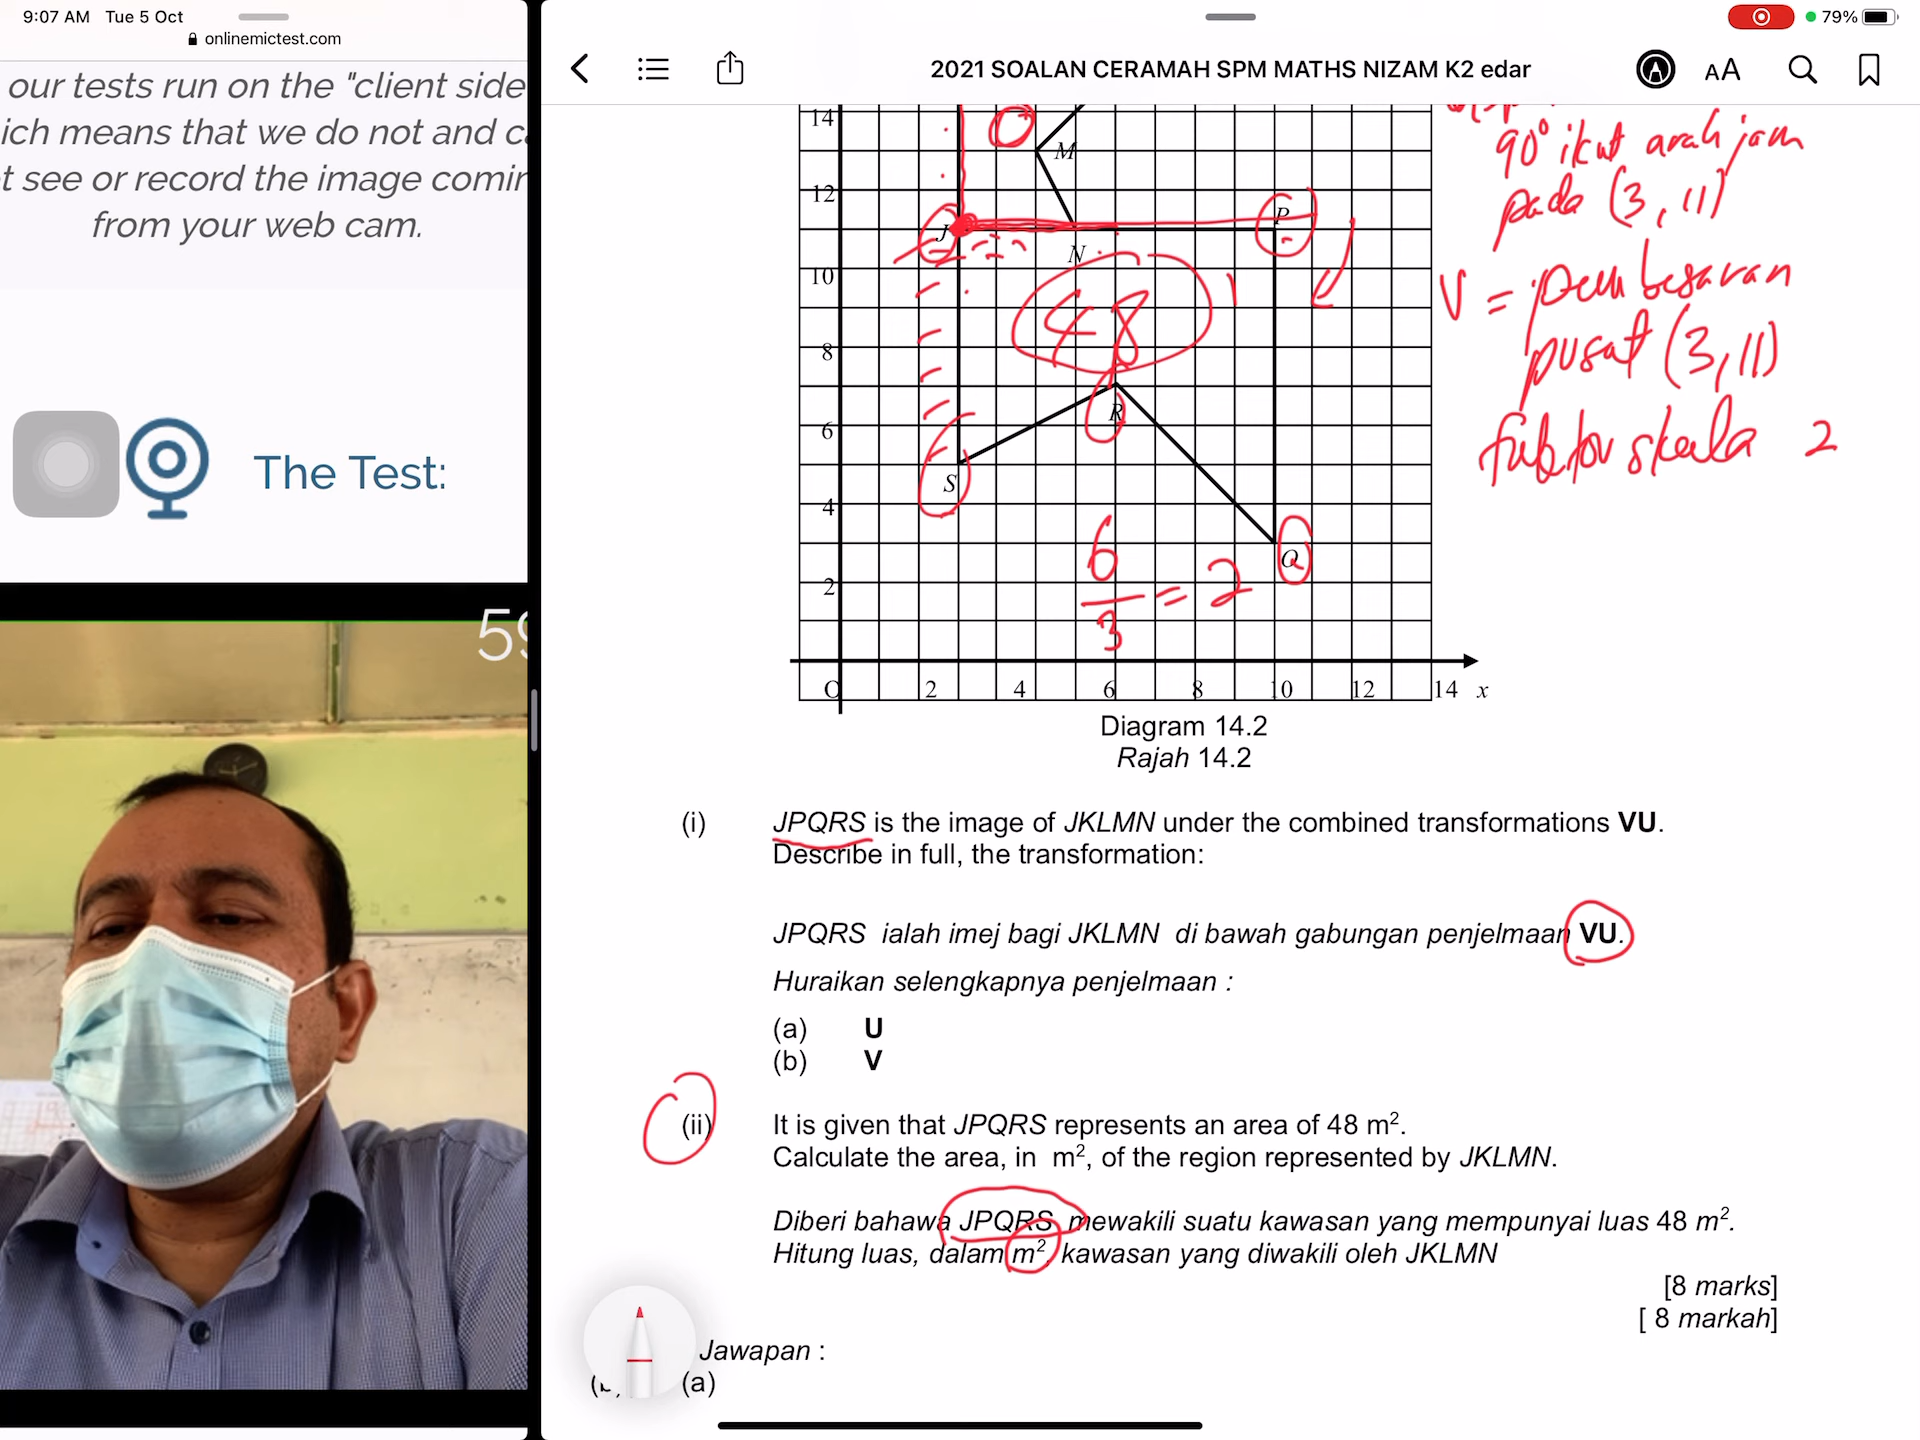 9:07 AM Tue 5 Oct
onlinemictest.com
our tests run on the "client side
ich means that we do not and c
t see or record the image comin
from your web cam.
The Test:
59
79%
2021 SOALAN CERAMAH SPM MATHS NIZAM K2 edar
AA
14
12
10
8
6
4
2
O 2 4 6 8 10 12 14 x
M
J
N
P
R
S
Q
48
6/3 = 2
90° ikut arah jam
pada (3, 11)
V = pembesaran
pusat (3, 11)
faktor skala 2
Diagram 14.2
Rajah 14.2
(i) JPQRS is the image of JKLMN under the combined transformations VU.
Describe in full, the transformation:
JPQRS ialah imej bagi JKLMN di bawah gabungan penjelmaan VU.
Huraikan selengkapnya penjelmaan :
(a) U
(b) V
(ii) It is given that JPQRS represents an area of 48 m².
Calculate the area, in m², of the region represented by JKLMN.
Diberi bahawa JPQRS mewakili suatu kawasan yang mempunyai luas 48 m².
Hitung luas, dalam m², kawasan yang diwakili oleh JKLMN
[8 marks]
[ 8 markah]
Jawapan :
(a)